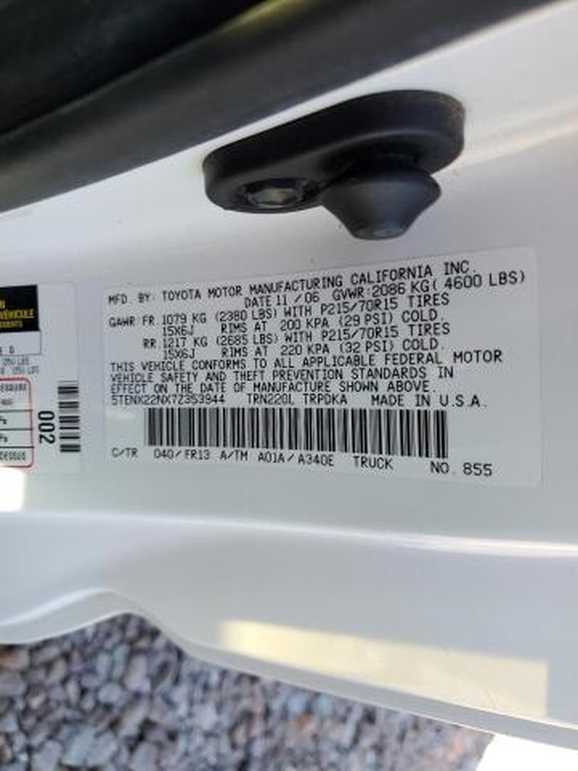 MFD. BY: TOYOTA MOTOR MANUFACTURING CALIFORNIA INC.
DATE 11 / 06 GVWR: 2086 KG ( 4600 LBS)
GAWR FR. 1079 KG (2380 LBS) WITH P215/70R15 TIRES
15X6J RIMS AT 200 KPA (29 PSI) COLD.
RR. 1217 KG (2685 LBS) WITH P215/70R15 TIRES
15X6J RIMS AT 220 KPA (32 PSI) COLD.
THIS VEHICLE CONFORMS TO ALL APPLICABLE FEDERAL MOTOR
VEHICLE SAFETY AND THEFT PREVENTION STANDARDS IN
EFFECT ON THE DATE OF MANUFACTURE SHOWN ABOVE.
5TENX22NX7Z353944 TRN220L TRPDKA MADE IN U.S.A.
C/TR 040/FR13 A/TM A01A/A340E TRUCK NO. 855
002